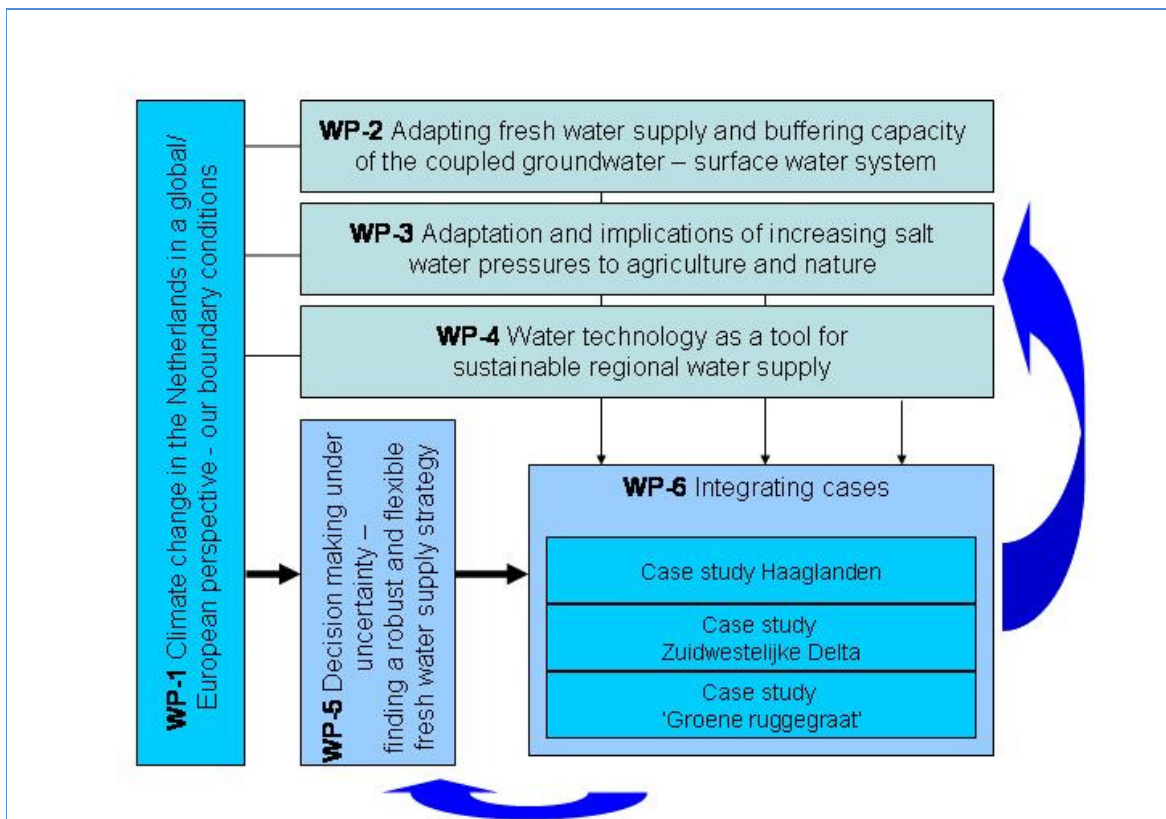 WP-1 Climate change in the Netherlands in a global/
European perspective - our boundary conditions
WP-2 Adapting fresh water supply and buffering capacity
of the coupled groundwater – surface water system
WP-3 Adaptation and implications of increasing salt
water pressures to agriculture and nature
WP-4 Water technology as a tool for
sustainable regional water supply
WP-5 Decision making under
uncertainty –
finding a robust and flexible
fresh water supply strategy
WP-6 Integrating cases
Case study Haaglanden
Case study
Zuidwestelijke Delta
Case study
'Groene ruggegraat'